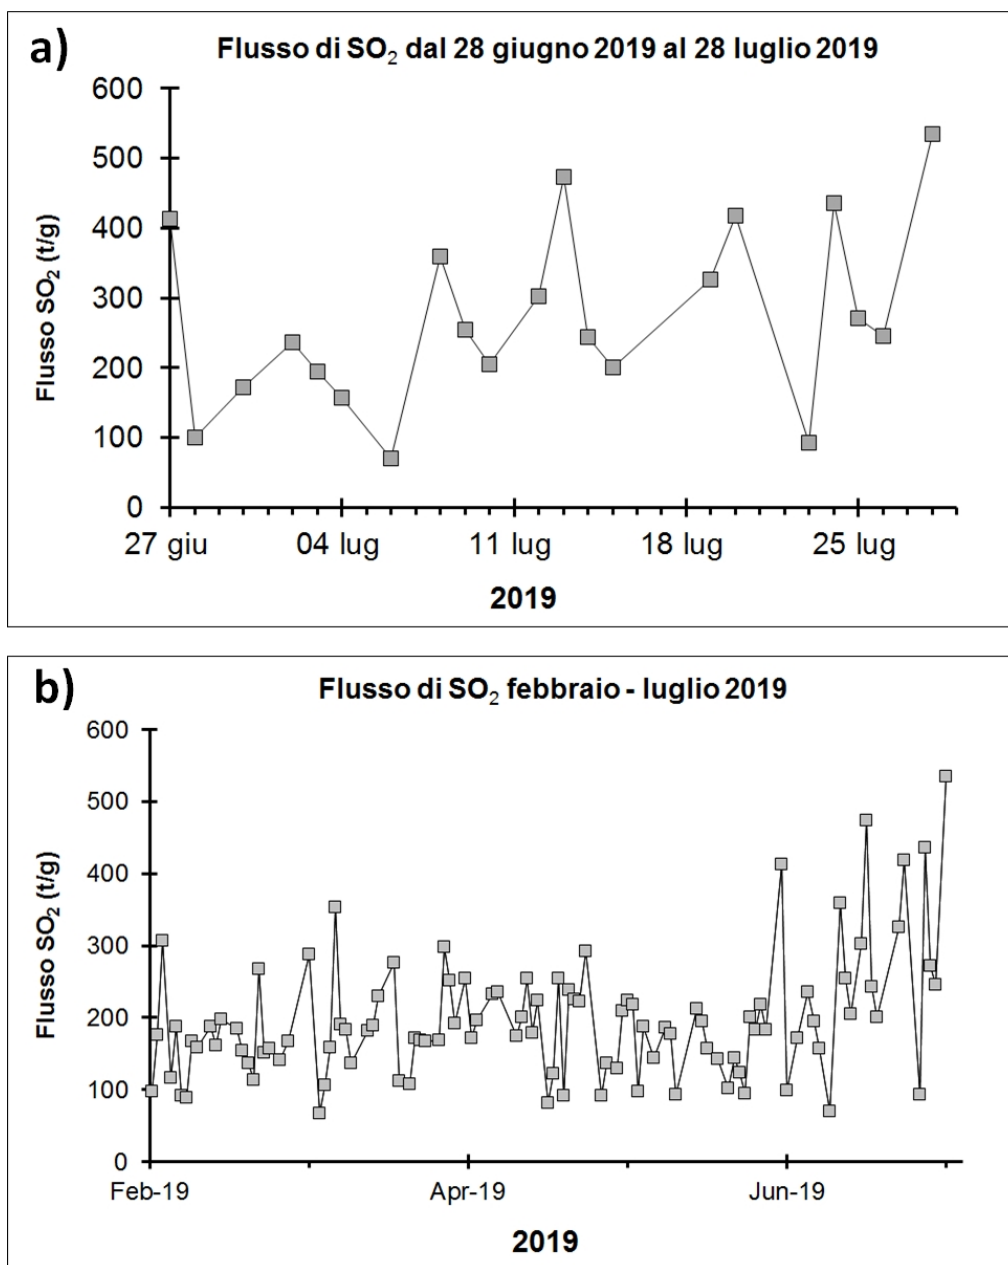 a)
Flusso di SO₂ dal 28 giugno 2019 al 28 luglio 2019
600
500
400
300
200
100
0
Flusso SO₂ (t/g)
27 giu 04 lug 11 lug 18 lug 25 lug
2019
b)
Flusso di SO₂ febbraio - luglio 2019
600
500
400
300
200
100
0
Flusso SO₂ (t/g)
Feb-19 Apr-19 Jun-19
2019